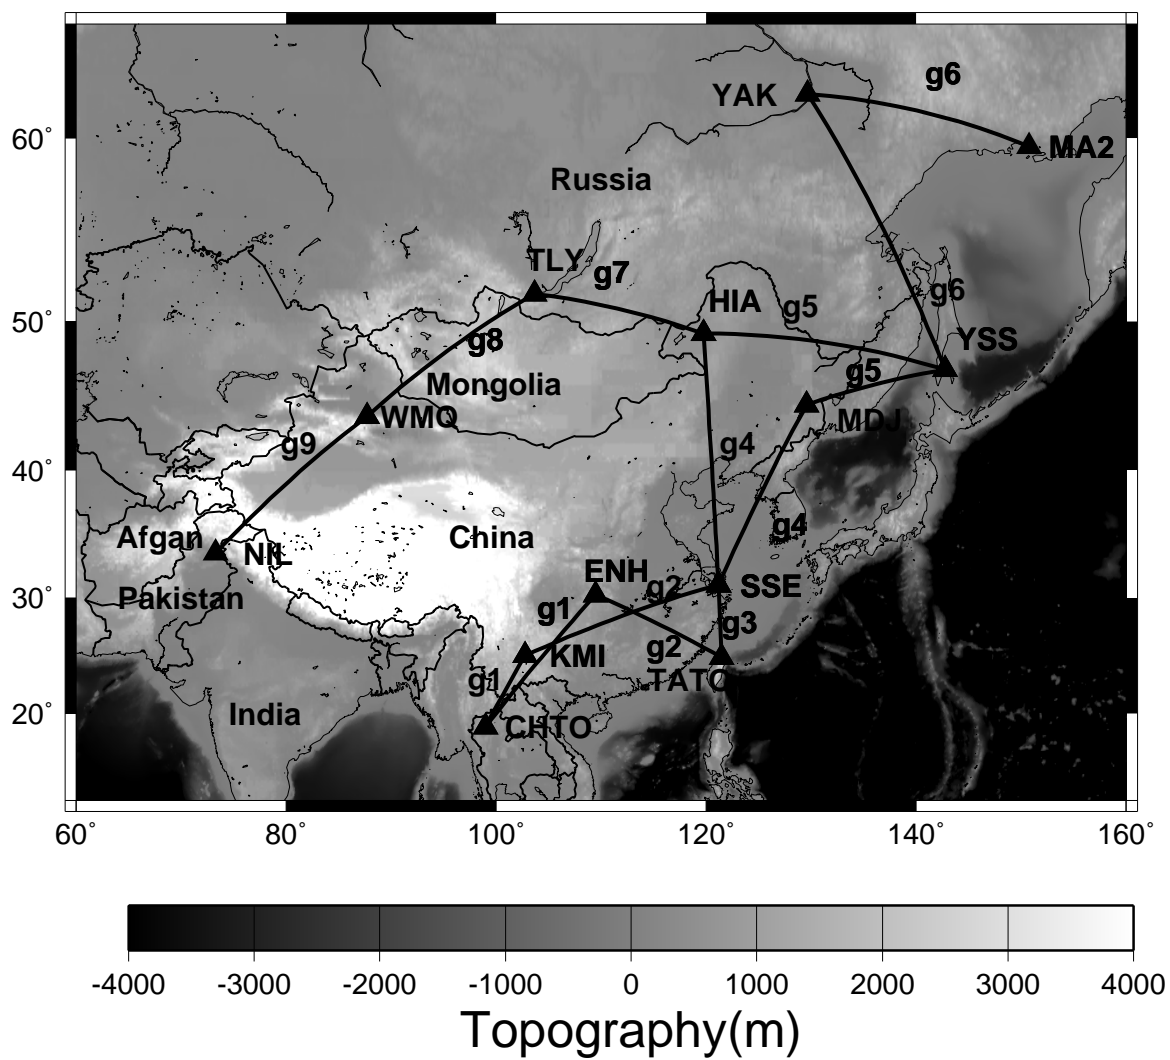 g6
YAK
60°
MA2
Russia
TLY
g7
HIA
g6
g5
50°
g8
YSS
Mongolia
g5
WMQ
MDJ
g9
g4
40°
Afgan
China
g4
NIL
ENH
g2
SSE
30°
Pakistan
g1
g3
g2
KMI
g1
TATO
20°
India
CHTO
60°
80°
100°
120°
140°
160°
-4000
-3000
-2000
-1000
0
1000
2000
3000
4000
Topography(m)